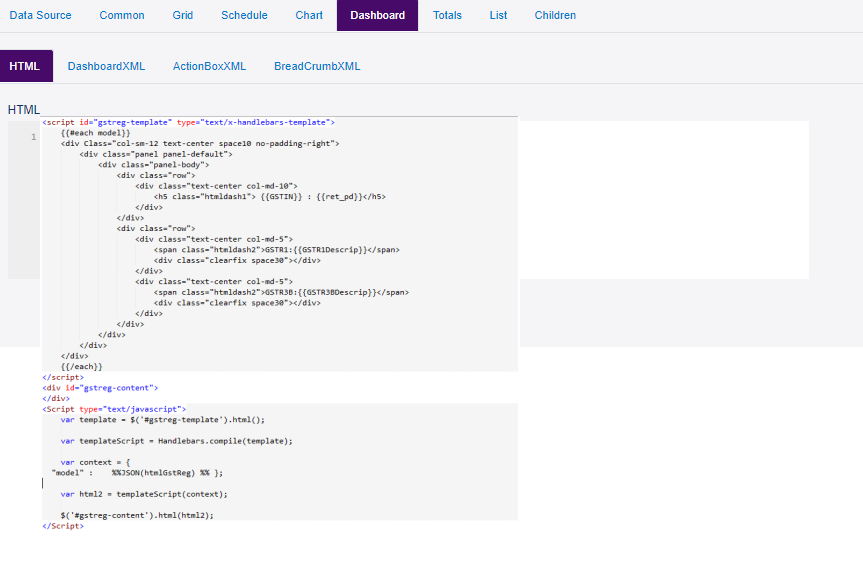 Data Source Common Grid Schedule Chart Dashboard Totals List Children
HTML DashboardXML ActionBoxXML BreadCrumbXML
HTML
1
<script id="gstreg-template" type="text/x-handlebars-template">
{{#each model}}
<div Class="col-sm-12 text-center space10 no-padding-right">
<div class="panel panel-default">
<div class="panel-body">
<div class="row">
<div class="text-center col-md-10">
<h5 class="htmldash1"> {{GSTIN}} : {{ret_pd}}</h5>
</div>
</div>
<div class="row">
<div class="text-center col-md-5">
<span class="htmldash2">GSTR1:{{GSTR1Descrip}}</span>
<div class="clearfix space30"></div>
</div>
<div class="text-center col-md-5">
<span class="htmldash2">GSTR3B:{{GSTR3BDescrip}}</span>
<div class="clearfix space30"></div>
</div>
</div>
</div>
</div>
</div>
{{/each}}
</script>
<div id="gstreg-content">
</div>
<Script type="text/javascript">
var template = $('#gstreg-template').html();
var templateScript = Handlebars.compile(template);
var context = {
"model" : %%JSON(htmlGstReg) %% };
var html2 = templateScript(context);
$('#gstreg-content').html(html2);
</Script>